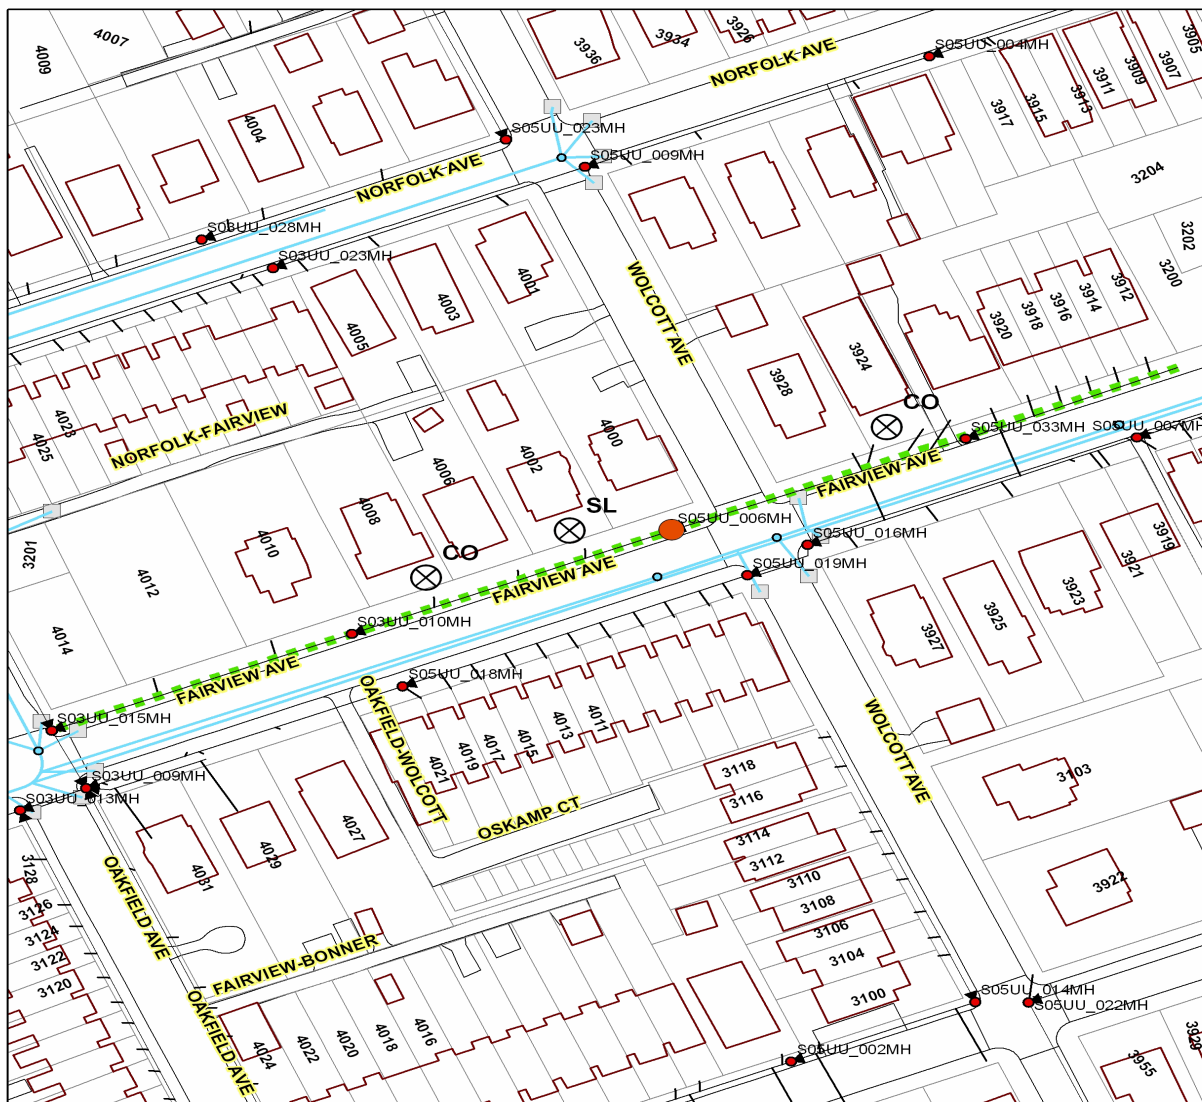 4009
4007
3936
3934
3926
NORFOLK AVE
S05UU_004MH
3905
3907
3909
3911
3913
3915
3917
4004
S05UU_023MH
S05UU_009MH
NORFOLK AVE
3204
3202
3200
S03UU_028MH
S03UU_023MH
4001
4003
4005
WOLCOTT AVE
3912
3914
3916
3918
3920
3924
3928
CO
S05UU_033MH
S05UU_007MH
FAIRVIEW AVE
4023
4025
NORFOLK-FAIRVIEW
4000
4002
4006
4008
4010
4012
4014
3201
SL
CO
S05UU_006MH
S05UU_016MH
S05UU_019MH
FAIRVIEW AVE
3919
3921
3923
3925
3927
S03UU_010MH
FAIRVIEW AVE
S05UU_018MH
S03UU_015MH
OAKFIELD-WOLCOTT
4011
4013
4015
4017
4019
4021
WOLCOTT AVE
S03UU_009MH
S03UU_013MH
3118
3116
3103
OSKAMP CT
4027
4029
4031
3114
3112
3110
3108
3106
3104
3100
3922
3128
3126
3124
3122
3120
OAKFIELD AVE
FAIRVIEW-BONNER
OAKFIELD AVE
4024
4022
4020
4018
4016
S05UU_014MH
S05UU_022MH
S05UU_002MH
3955